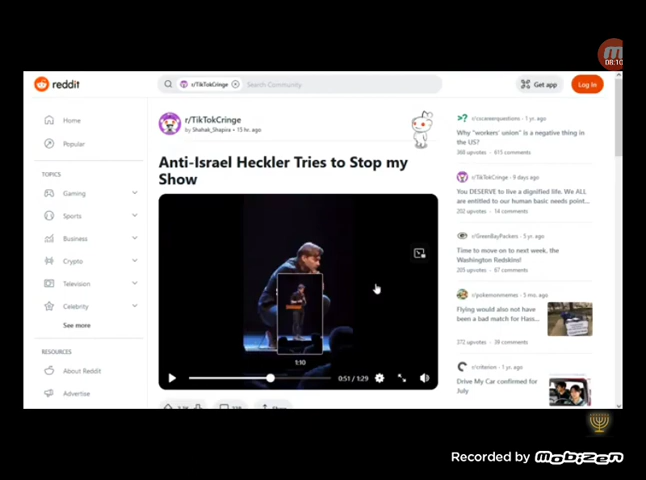 08:10
reddit
r/TikTokCringe
Search Community
Get app
Log In
Home
Popular
TOPICS
Gaming
Sports
Business
Crypto
Television
Celebrity
See more
RESOURCES
About Reddit
Advertise
r/TikTokCringe
by Shahak_Shapira • 15 hr. ago
Anti-Israel Heckler Tries to Stop my
Show
1:10
0:51 / 1:29
Share
r/cscareerquestions • 1 yr. ago
Why "workers' union" is a negative thing in
the US?
615 comments
r/TikTokCringe • 9 days ago
You DESERVE to live a dignified life. We ALL
are entitled to our human basic needs point...
202 upvotes • 14 comments
r/GreenBayPackers • 5 yr. ago
Time to move on to next week, the
Washington Redskins!
205 upvotes • 67 comments
r/pokemonmemes • 5 mo. ago
Flying would also not have
been a bad match for Hans...
372 upvotes • 38 comments
r/criterion • 1 yr. ago
Drive My Car confirmed for
July
Recorded by mobizen